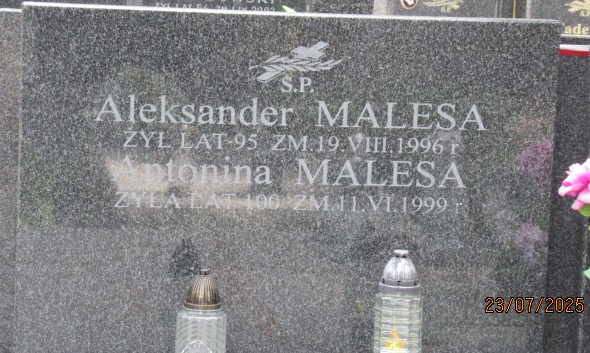 Ś.P.
Aleksander MALESA
ŻYŁ LAT 95 ZM.19.VIII.1996 r
Antonina MALESA
ŻYŁA LAT 100 ZM.11.VI.1999 r.
23/07/2025